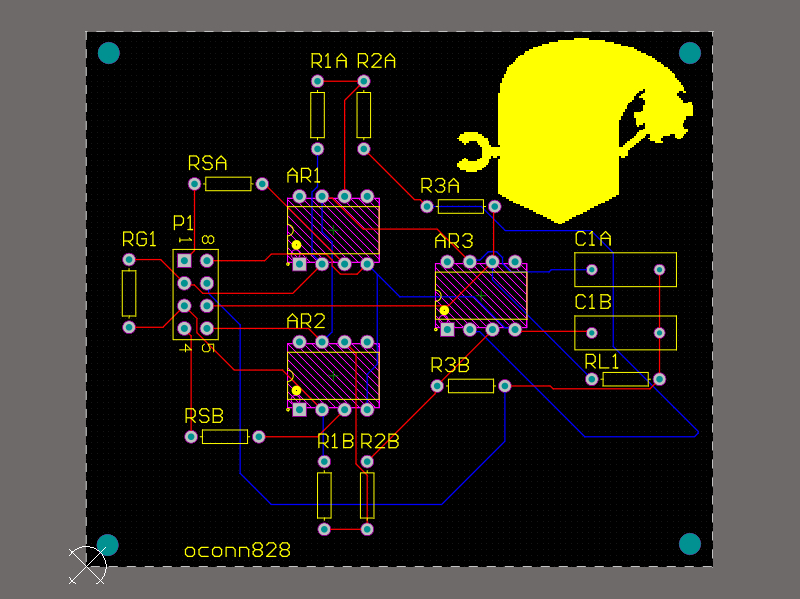 R1A R2A
RSA
AR1
R3A
P1
1 8
RG1
AR3
C1A
C1B
AR2
4 5
R3B
RL1
RSB
R1B R2B
oconn828